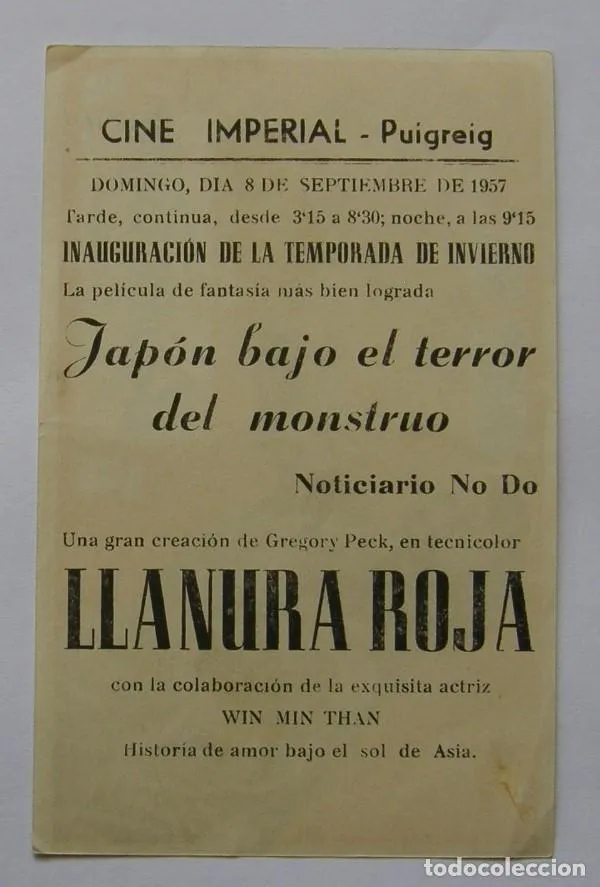 CINE IMPERIAL - Puigreig
DOMINGO, DIA 8 DE SEPTIEMBRE DE 1957
Tarde, continua, desde 3'15 a 8'30; noche, a las 9'15
INAUGURACIÓN DE LA TEMPORADA DE INVIERNO
La película de fantasía más bien lograda
Japón bajo el terror
del monstruo
Noticiario No Do
Una gran creación de Gregory Peck, en tecnicolor
LLANURA ROJA
con la colaboración de la exquisita actriz
WIN MIN THAN
Historia de amor bajo el sol de Asia.
todocoleccion